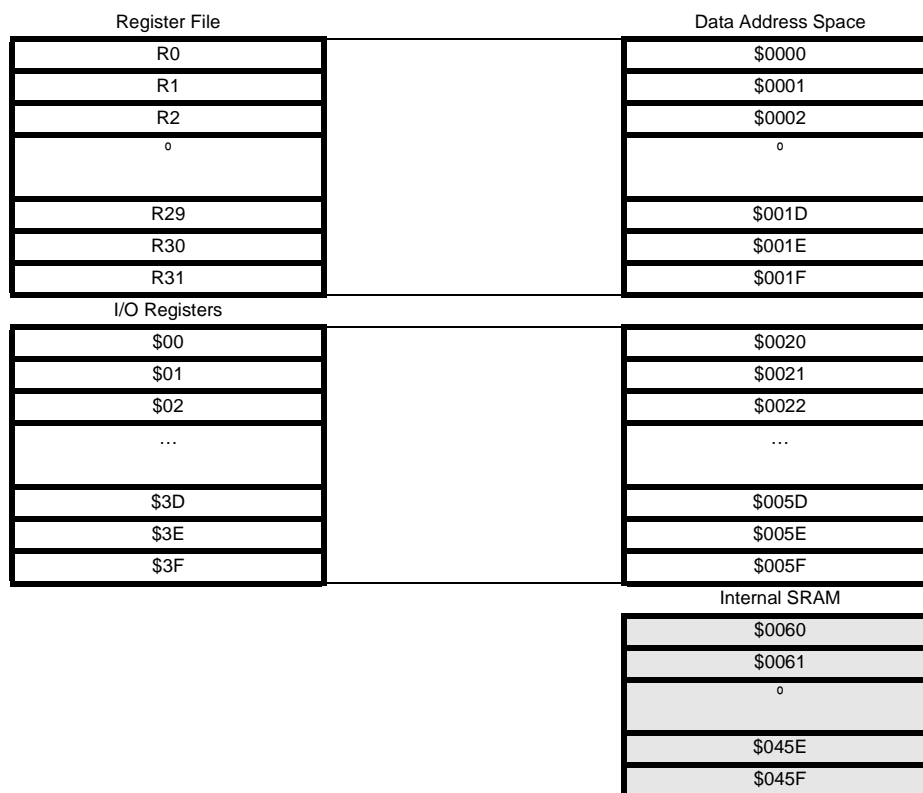 Register File Data Address Space
R0 $0000
R1 $0001
R2 $0002
º º
R29 $001D
R30 $001E
R31 $001F
I/O Registers
$00 $0020
$01 $0021
$02 $0022
… …
$3D $005D
$3E $005E
$3F $005F
Internal SRAM
$0060
$0061
º
$045E
$045F